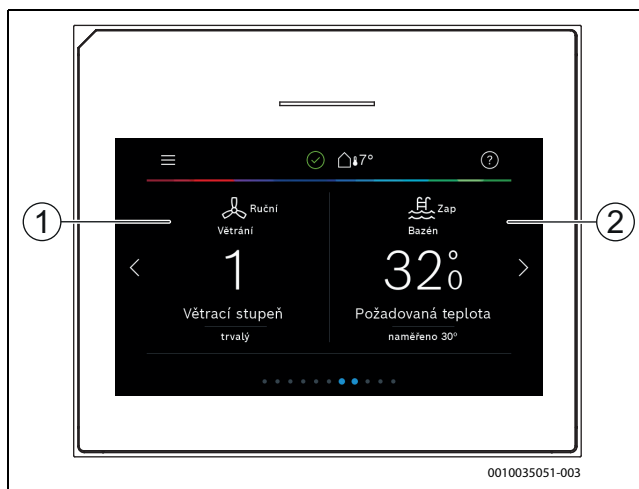 7°
?
Ruční
Větrání
1
Větrací stupeň
trvalý
Zap
Bazén
32°0
Požadovaná teplota
naměřeno 30°
1
2
0010035051-003